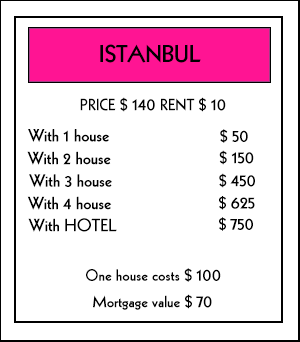 ISTANBUL
PRICE $ 140 RENT $ 10
With 1 house $ 50
With 2 house $ 150
With 3 house $ 450
With 4 house $ 625
With HOTEL $ 750
One house costs $ 100
Mortgage value $ 70